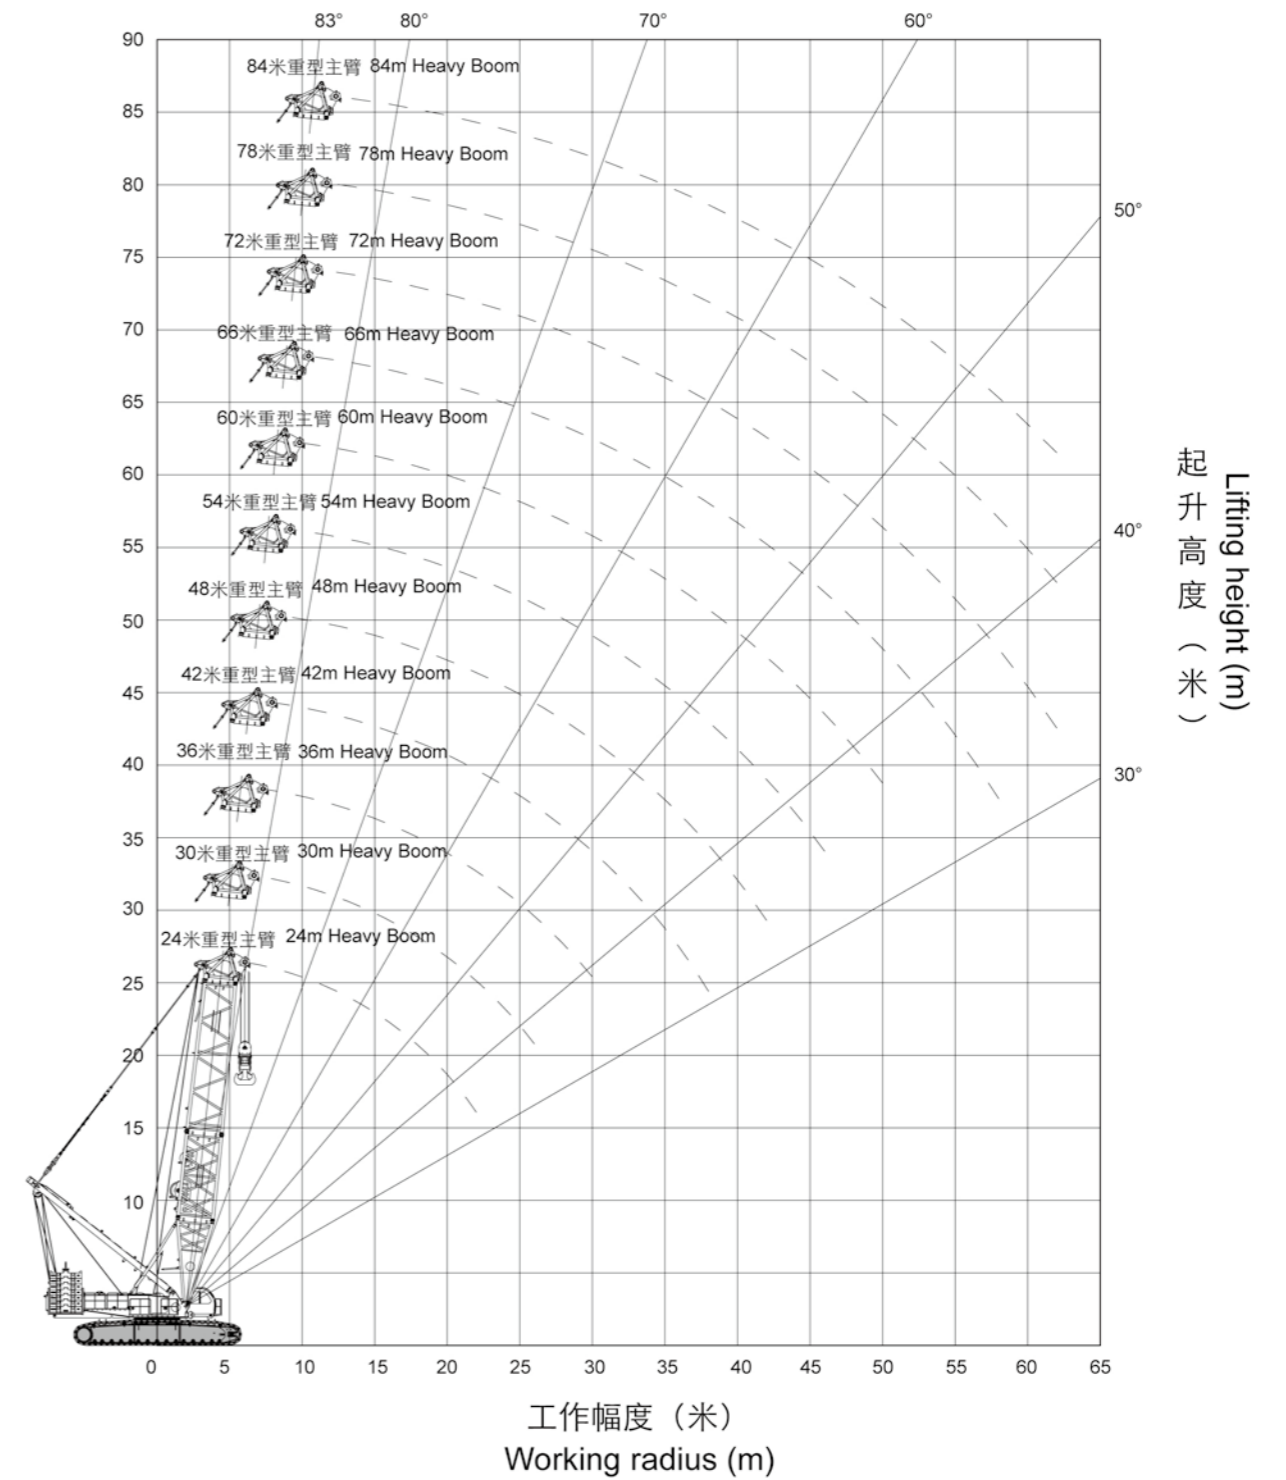 83° 80° 70° 60°
90
84米重型主臂 84m Heavy Boom
85
78米重型主臂 78m Heavy Boom
80
50°
72米重型主臂 72m Heavy Boom
75
70
66米重型主臂 66m Heavy Boom
65
60米重型主臂 60m Heavy Boom
60
54米重型主臂 54m Heavy Boom
40°
55
48米重型主臂 48m Heavy Boom
50
45
42米重型主臂 42m Heavy Boom
36米重型主臂 36m Heavy Boom
40
30°
35
30米重型主臂 30m Heavy Boom
30
24米重型主臂 24m Heavy Boom
25
20
15
10
起升高度（米）
Lifting height (m)
0 5 10 15 20 25 30 35 40 45 50 55 60 65
工作幅度（米）
Working radius (m)